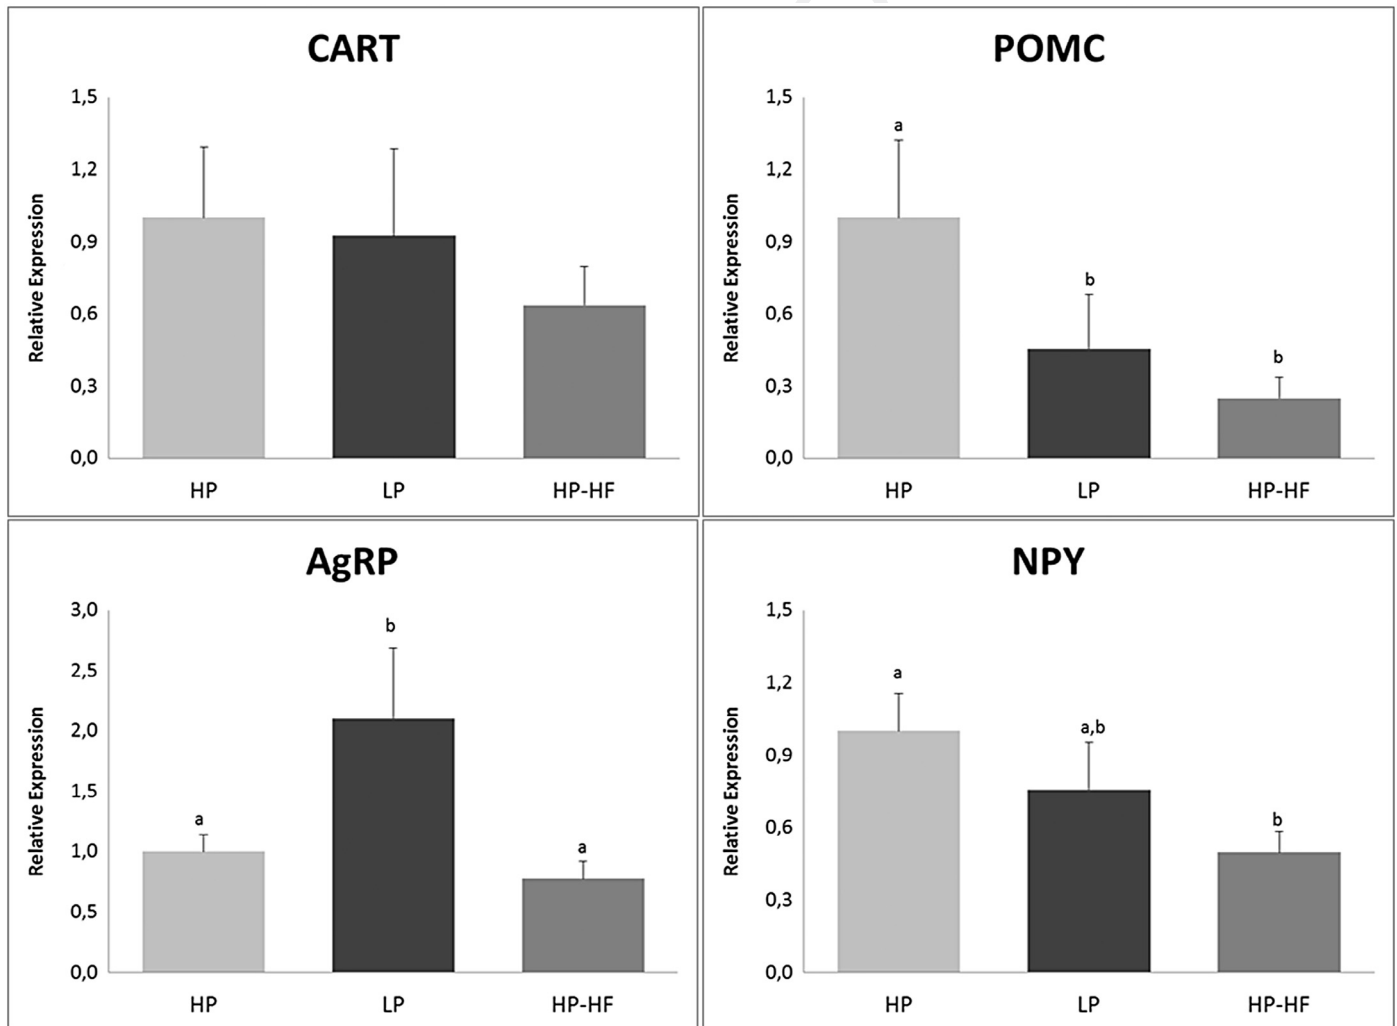 CART
1,5
1,2
0,9
0,6
0,3
0,0
Relative Expression
HP
LP
HP-HF
POMC
1,5
1,2
0,9
0,6
0,3
0,0
Relative Expression
a
b
b
HP
LP
HP-HF
AgRP
3,0
2,5
2,0
1,5
1,0
0,5
0,0
Relative Expression
a
b
a
HP
LP
HP-HF
NPY
1,5
1,2
0,9
0,6
0,3
0,0
Relative Expression
a
a,b
b
HP
LP
HP-HF